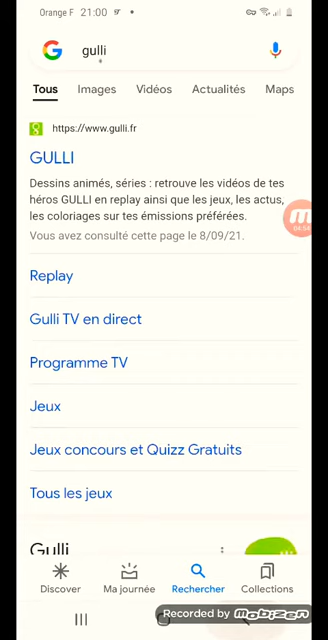 Orange F 21:00
gulli
Tous Images Vidéos Actualités Maps
https://www.gulli.fr
GULLI
Dessins animés, séries : retrouve les vidéos de tes
héros GULLI en replay ainsi que les jeux, les actus,
les coloriages sur tes émissions préférées.
Vous avez consulté cette page le 8/09/21.
04:54
Replay
Gulli TV en direct
Programme TV
Jeux
Jeux concours et Quizz Gratuits
Tous les jeux
Gulli
Discover Ma journée Rechercher Collections
Recorded by mobizen